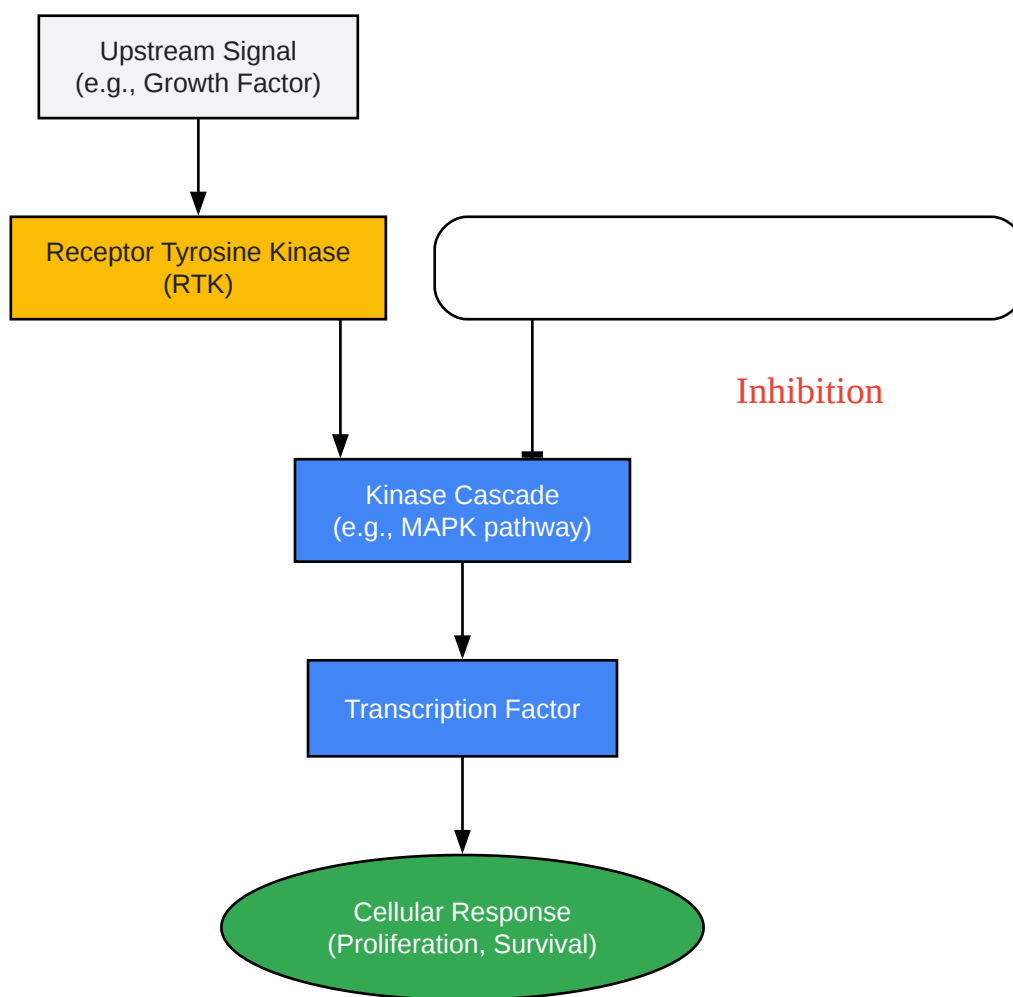 Upstream Signal
(e.g., Growth Factor)
Receptor Tyrosine Kinase
(RTK)
Inhibition
Kinase Cascade
(e.g., MAPK pathway)
Transcription Factor
Cellular Response
(Proliferation, Survival)